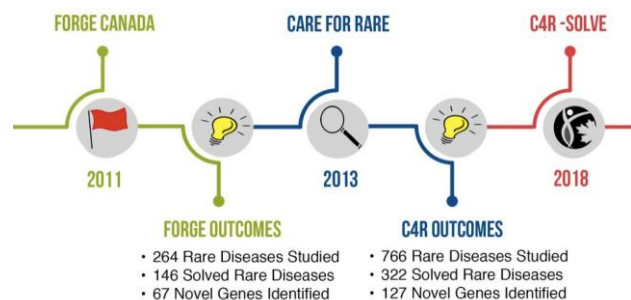 FORGE CANADA
CARE FOR RARE
C4R -SOLVE
2011
2013
2018
FORGE OUTCOMES
• 264 Rare Diseases Studied
• 146 Solved Rare Diseases
• 67 Novel Genes Identified
C4R OUTCOMES
• 766 Rare Diseases Studied
• 322 Solved Rare Diseases
• 127 Novel Genes Identified